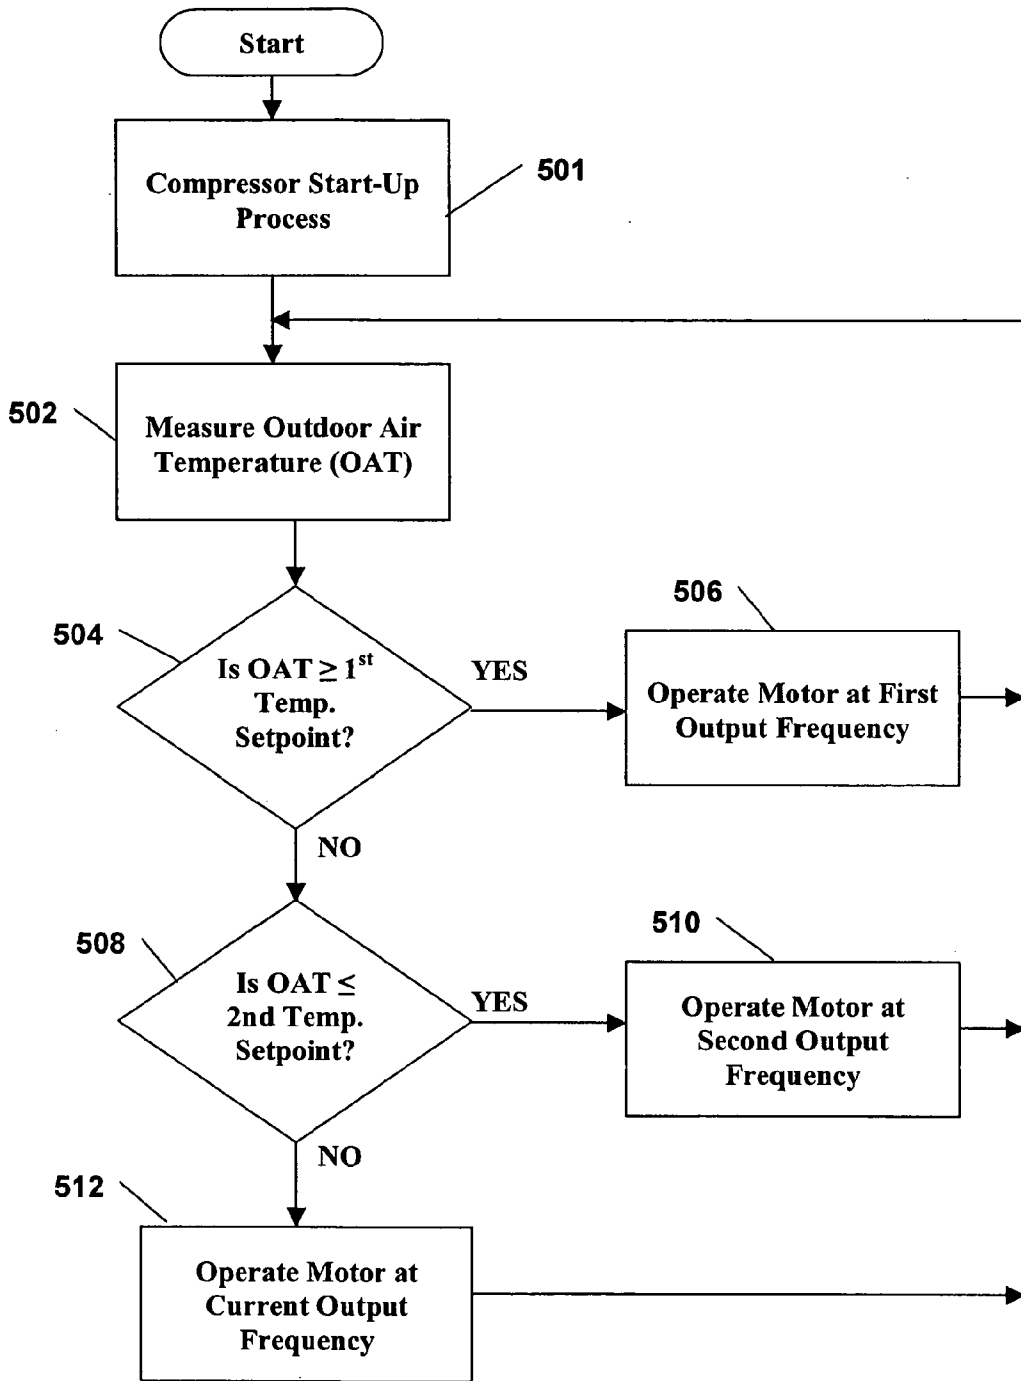 Start
Compressor Start-Up
Process
501
502
Measure Outdoor Air
Temperature (OAT)
504
Is OAT ≥ 1st
Temp.
Setpoint?
YES
506
Operate Motor at First
Output Frequency
NO
508
Is OAT ≤
2nd Temp.
Setpoint?
YES
510
Operate Motor at
Second Output
Frequency
NO
512
Operate Motor at
Current Output
Frequency